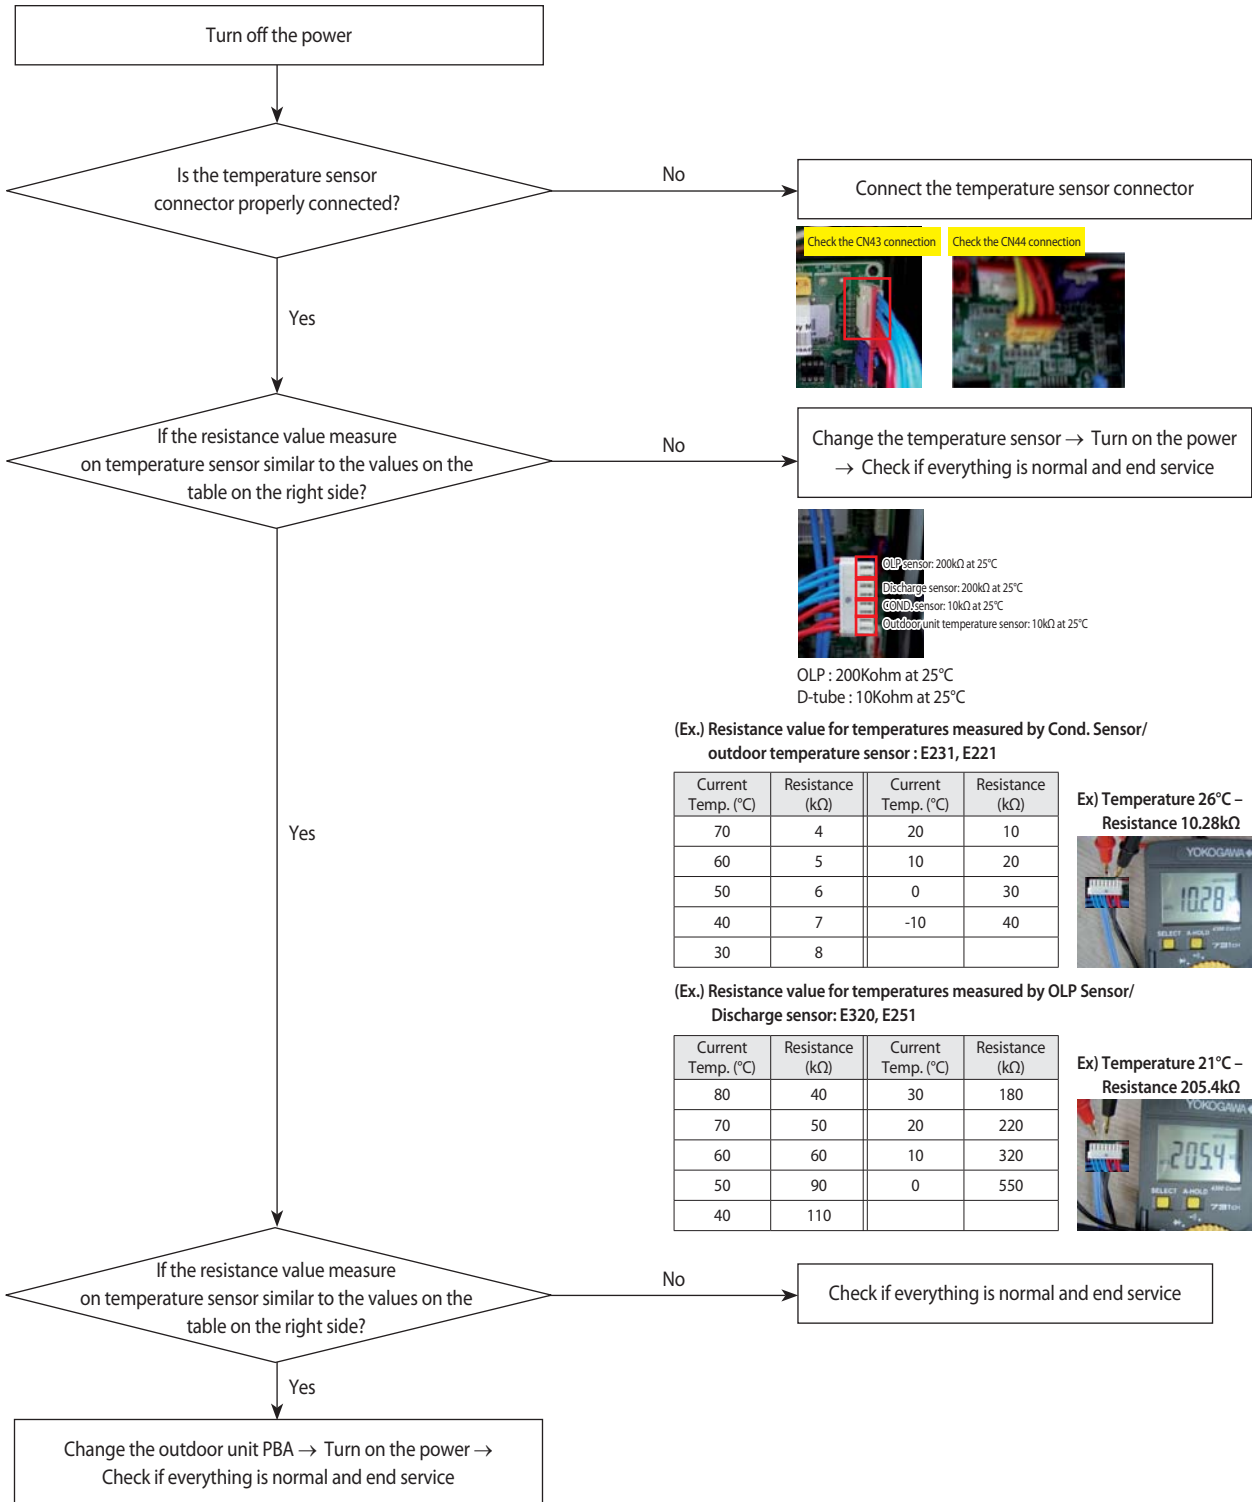 Turn off the power
Is the temperature sensor
connector properly connected?
No
Connect the temperature sensor connector
Check the CN43 connection
Check the CN44 connection
Yes
If the resistance value measure
on temperature sensor similar to the values on the
table on the right side?
No
Change the temperature sensor → Turn on the power
→ Check if everything is normal and end service
OLP sensor: 200kΩ at 25°C
Discharge sensor: 200kΩ at 25°C
COND. sensor: 10kΩ at 25°C
Outdoor unit temperature sensor: 10kΩ at 25°C
OLP : 200Kohm at 25°C
D-tube : 10Kohm at 25°C
(Ex.) Resistance value for temperatures measured by Cond. Sensor/
outdoor temperature sensor : E231, E221
Current Temp. (°C) Resistance (kΩ) Current Temp. (°C) Resistance (kΩ)
70 4 20 10
60 5 10 20
50 6 0 30
40 7 -10 40
30 8
Ex) Temperature 26°C –
Resistance 10.28kΩ
YOKOGAWA
10.28
SELECT A-HOLD
Yes
(Ex.) Resistance value for temperatures measured by OLP Sensor/
Discharge sensor: E320, E251
Current Temp. (°C) Resistance (kΩ) Current Temp. (°C) Resistance (kΩ)
80 40 30 180
70 50 20 220
60 60 10 320
50 90 0 550
40 110
Ex) Temperature 21°C –
Resistance 205.4kΩ
YOKOGAWA
205.4
SELECT A-HOLD
If the resistance value measure
on temperature sensor similar to the values on the
table on the right side?
No
Check if everything is normal and end service
Yes
Change the outdoor unit PBA → Turn on the power →
Check if everything is normal and end service